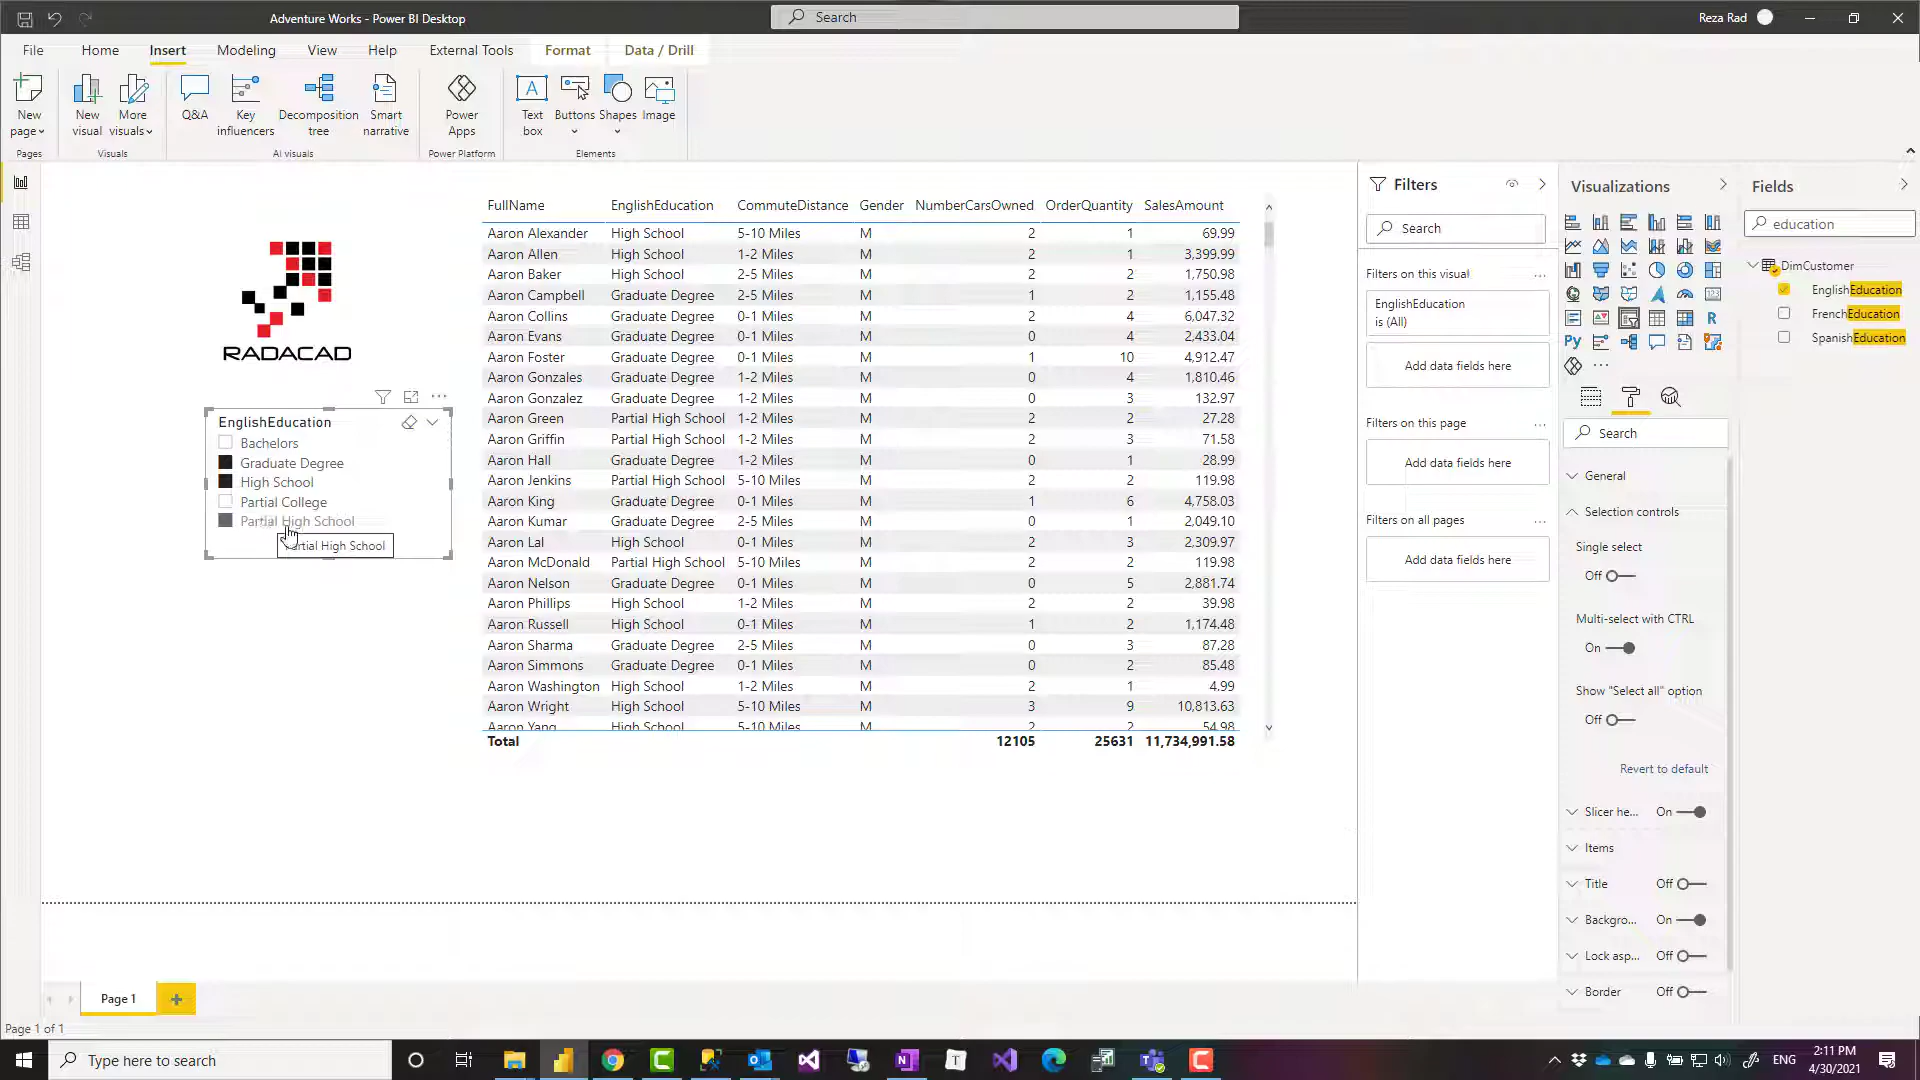 Adventure Works - Power BI Desktop
Search
Reza Rad
File Home Insert Modeling View Help External Tools Format Data / Drill
New page
New visual
More visuals
Q&A
Key influencers
Decomposition tree
Smart narrative
Power Apps
Text box
Buttons
Shapes
Image
Pages
Visuals
AI visuals
Power Platform
Elements
RADACAD
EnglishEducation
Bachelors
Graduate Degree
High School
Partial College
Partial High School
Partial High School
FullName EnglishEducation CommuteDistance Gender NumberCarsOwned OrderQuantity SalesAmount
Aaron Alexander High School 5-10 Miles M 2 1 69.99
Aaron Allen High School 1-2 Miles M 2 1 3,399.99
Aaron Baker High School 2-5 Miles M 2 2 1,750.98
Aaron Campbell Graduate Degree 2-5 Miles M 1 2 1,155.48
Aaron Collins Graduate Degree 0-1 Miles M 2 4 6,047.32
Aaron Evans Graduate Degree 0-1 Miles M 0 4 2,433.04
Aaron Foster Graduate Degree 0-1 Miles M 1 10 4,912.47
Aaron Gonzales Graduate Degree 1-2 Miles M 0 4 1,810.46
Aaron Gonzalez Graduate Degree 1-2 Miles M 0 3 132.97
Aaron Green Partial High School 1-2 Miles M 2 2 27.28
Aaron Griffin Partial High School 1-2 Miles M 2 3 71.58
Aaron Hall Graduate Degree 1-2 Miles M 0 1 28.99
Aaron Jenkins Partial High School 1-2 Miles M 2 2 119.98
Aaron King Graduate Degree 0-1 Miles M 1 6 4,758.03
Aaron Kumar Graduate Degree 2-5 Miles M 0 1 2,049.10
Aaron Lal High School 0-1 Miles M 2 3 2,309.97
Aaron McDonald Partial High School 5-10 Miles M 2 2 119.98
Aaron Nelson Graduate Degree 0-1 Miles M 0 5 2,881.74
Aaron Phillips High School 1-2 Miles M 2 2 39.98
Aaron Russell High School 0-1 Miles M 1 2 1,174.48
Aaron Sharma Graduate Degree 2-5 Miles M 0 3 87.28
Aaron Simmons Graduate Degree 0-1 Miles M 0 2 85.48
Aaron Washington High School 1-2 Miles M 2 1 4.99
Aaron Wright High School 5-10 Miles M 3 9 10,813.63
Aaron Yang High School 5-10 Miles M 2 2 54.98
Total 12105 25631 11,734,991.58
Filters
Search
Filters on this visual ...
EnglishEducation
is (All)
Add data fields here
Filters on this page ...
Add data fields here
Filters on all pages ...
Add data fields here
Visualizations
R
Py
123
Search
General
Selection controls
Single select
Off
Multi-select with CTRL
On
Show "Select all" option
Off
Revert to default
Slicer he... On
Items
Title Off
Backgro... On
Lock asp... Off
Border Off
Fields
education
DimCustomer
EnglishEducation
FrenchEducation
SpanishEducation
Page 1
Page 1 of 1
Type here to search
ENG
2:11 PM
4/30/2021